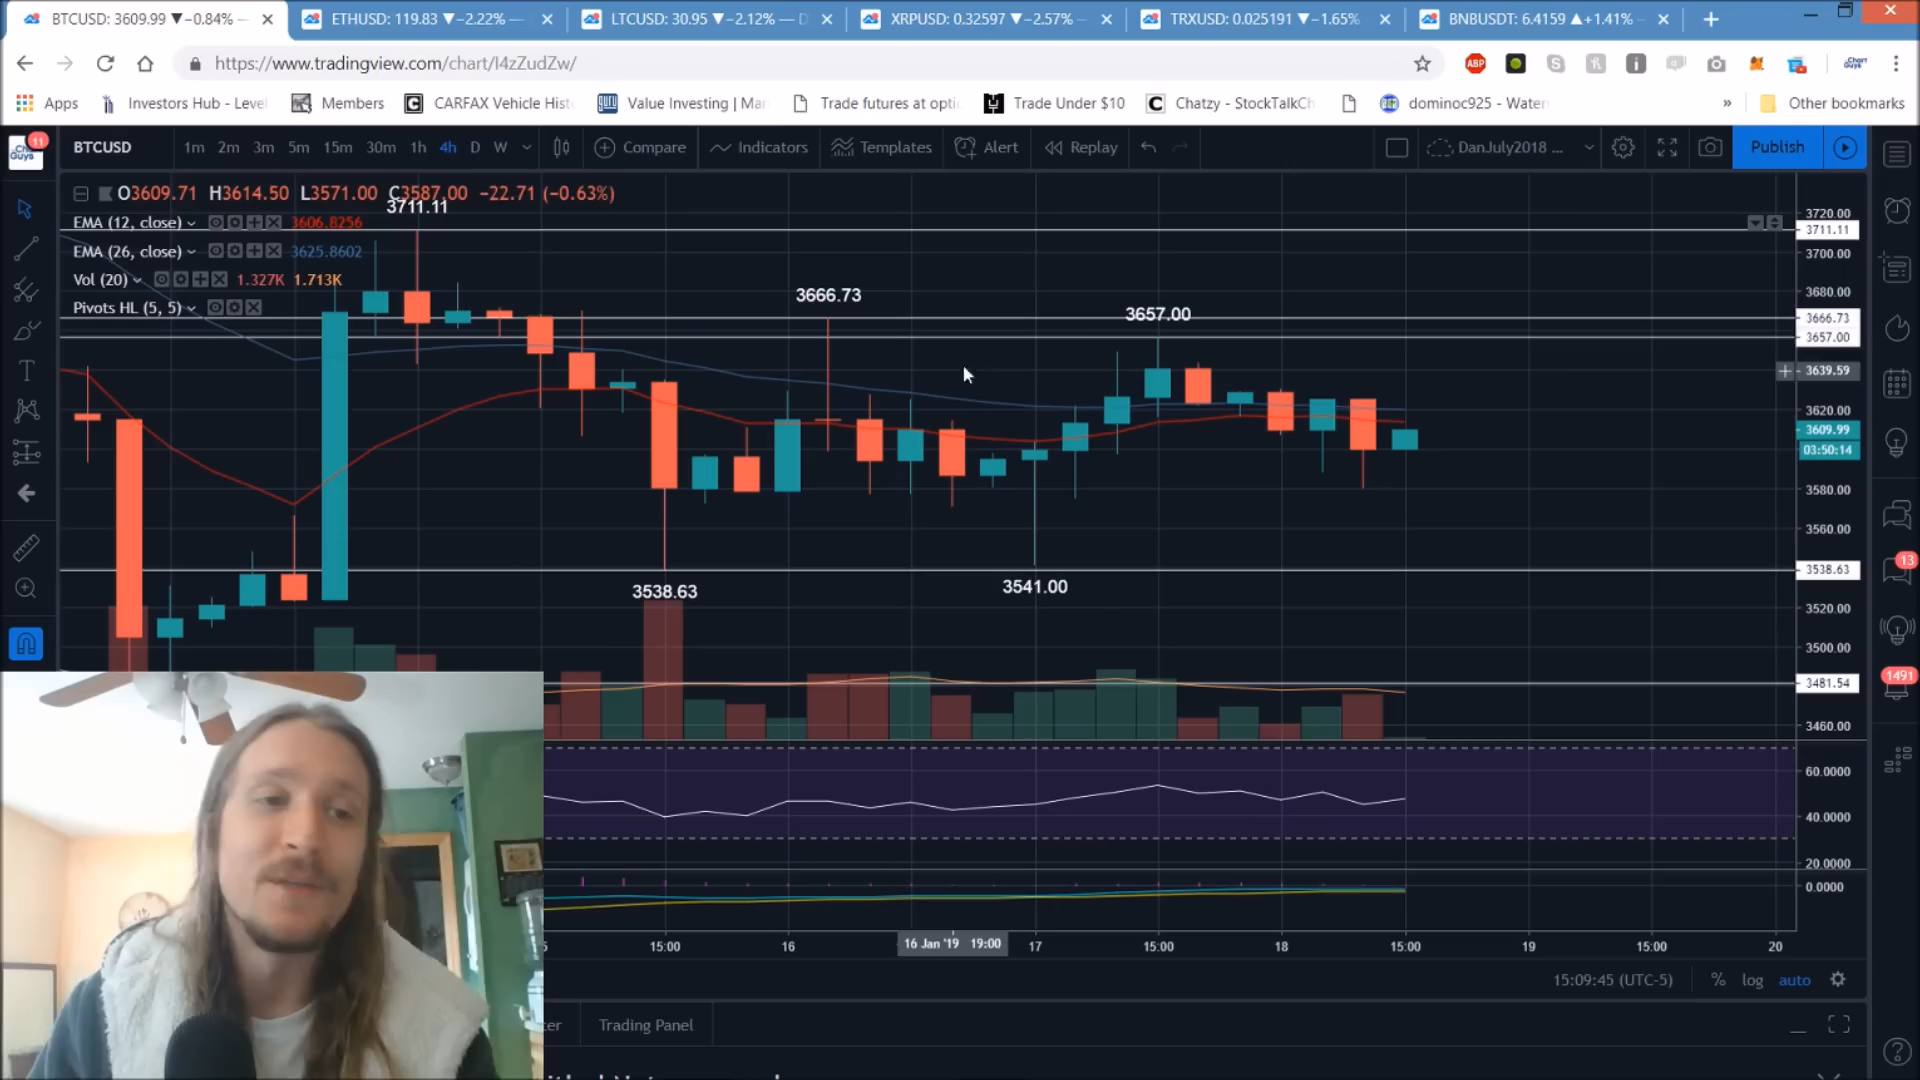 BTCUSD: 3609.99 ▼−0.84% —
ETHUSD: 119.83 ▼−2.22% —
LTCUSD: 30.95 ▼−2.12% — D
XRPUSD: 0.32597 ▼−2.57% —
TRXUSD: 0.025191 ▼−1.65%
BNBUSDT: 6.4159 ▲+1.41% —
https://www.tradingview.com/chart/I4zZudZw/
ABP
Apps
Investors Hub - Level
Members
CARFAX Vehicle Hist
guru
Value Investing | Mar
Trade futures at optio
Trade Under $10
Chatzy - StockTalkCh
dominoc925 - Water
»
Other bookmarks
11
BTCUSD
1m 2m 3m 5m 15m 30m 1h 4h D W
Compare
Indicators
Templates
Alert
Replay
DanJuly2018 ...
Publish
O3609.71 H3614.50 L3571.00 C3587.00 −22.71 (−0.63%)
EMA (12, close) 3606.8256
EMA (26, close) 3625.8602
Vol (20) 1.327K 1.713K
Pivots HL (5, 5)
3711.11
3666.73
3657.00
3538.63
3541.00
3720.00
3711.11
3700.00
3680.00
3666.73
3657.00
3639.59
3620.00
3609.99
03:50:14
3580.00
3560.00
3538.63
3520.00
3500.00
3481.54
3460.00
60.0000
40.0000
20.0000
0.0000
13
1491
15:00
16
16 Jan '19 19:00
17
15:00
18
15:00
19
15:00
20
15:09:45 (UTC-5)
%
log
auto
Trading Panel